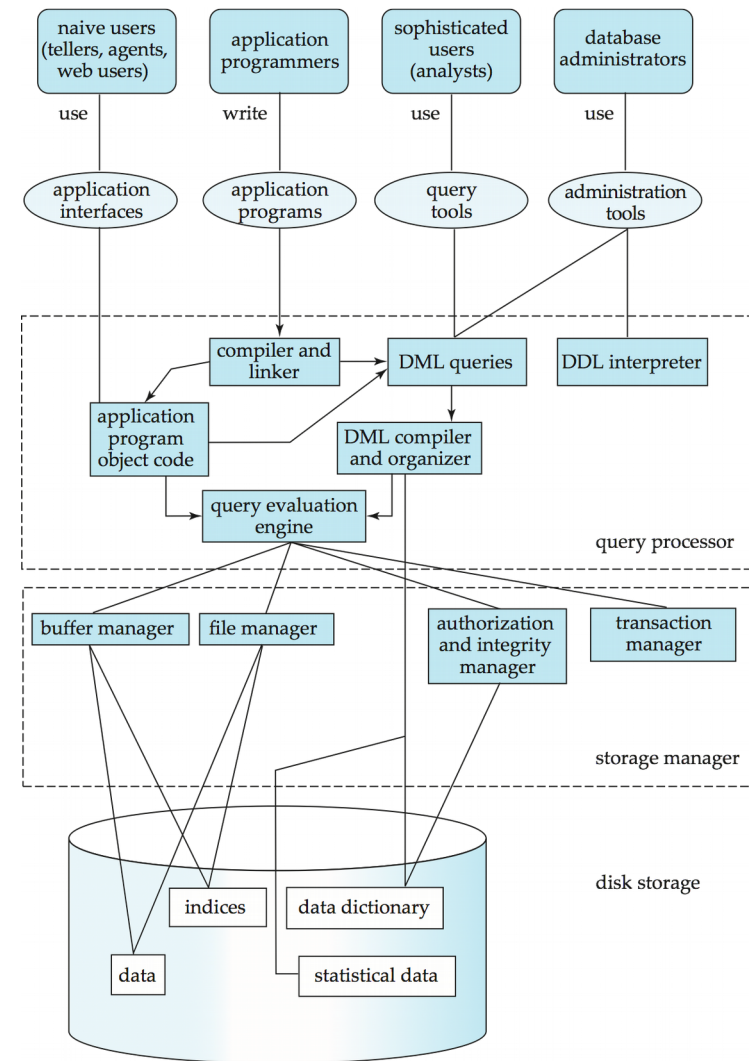 naive users
(tellers, agents,
web users)
application
programmers
sophisticated
users
(analysts)
database
administrators
use
write
use
use
application
interfaces
application
programs
query
tools
administration
tools
compiler and
linker
DML queries
DDL interpreter
application
program
object code
DML compiler
and organizer
query evaluation
engine
query processor
buffer manager
file manager
authorization
and integrity
manager
transaction
manager
storage manager
disk storage
indices
data dictionary
data
statistical data